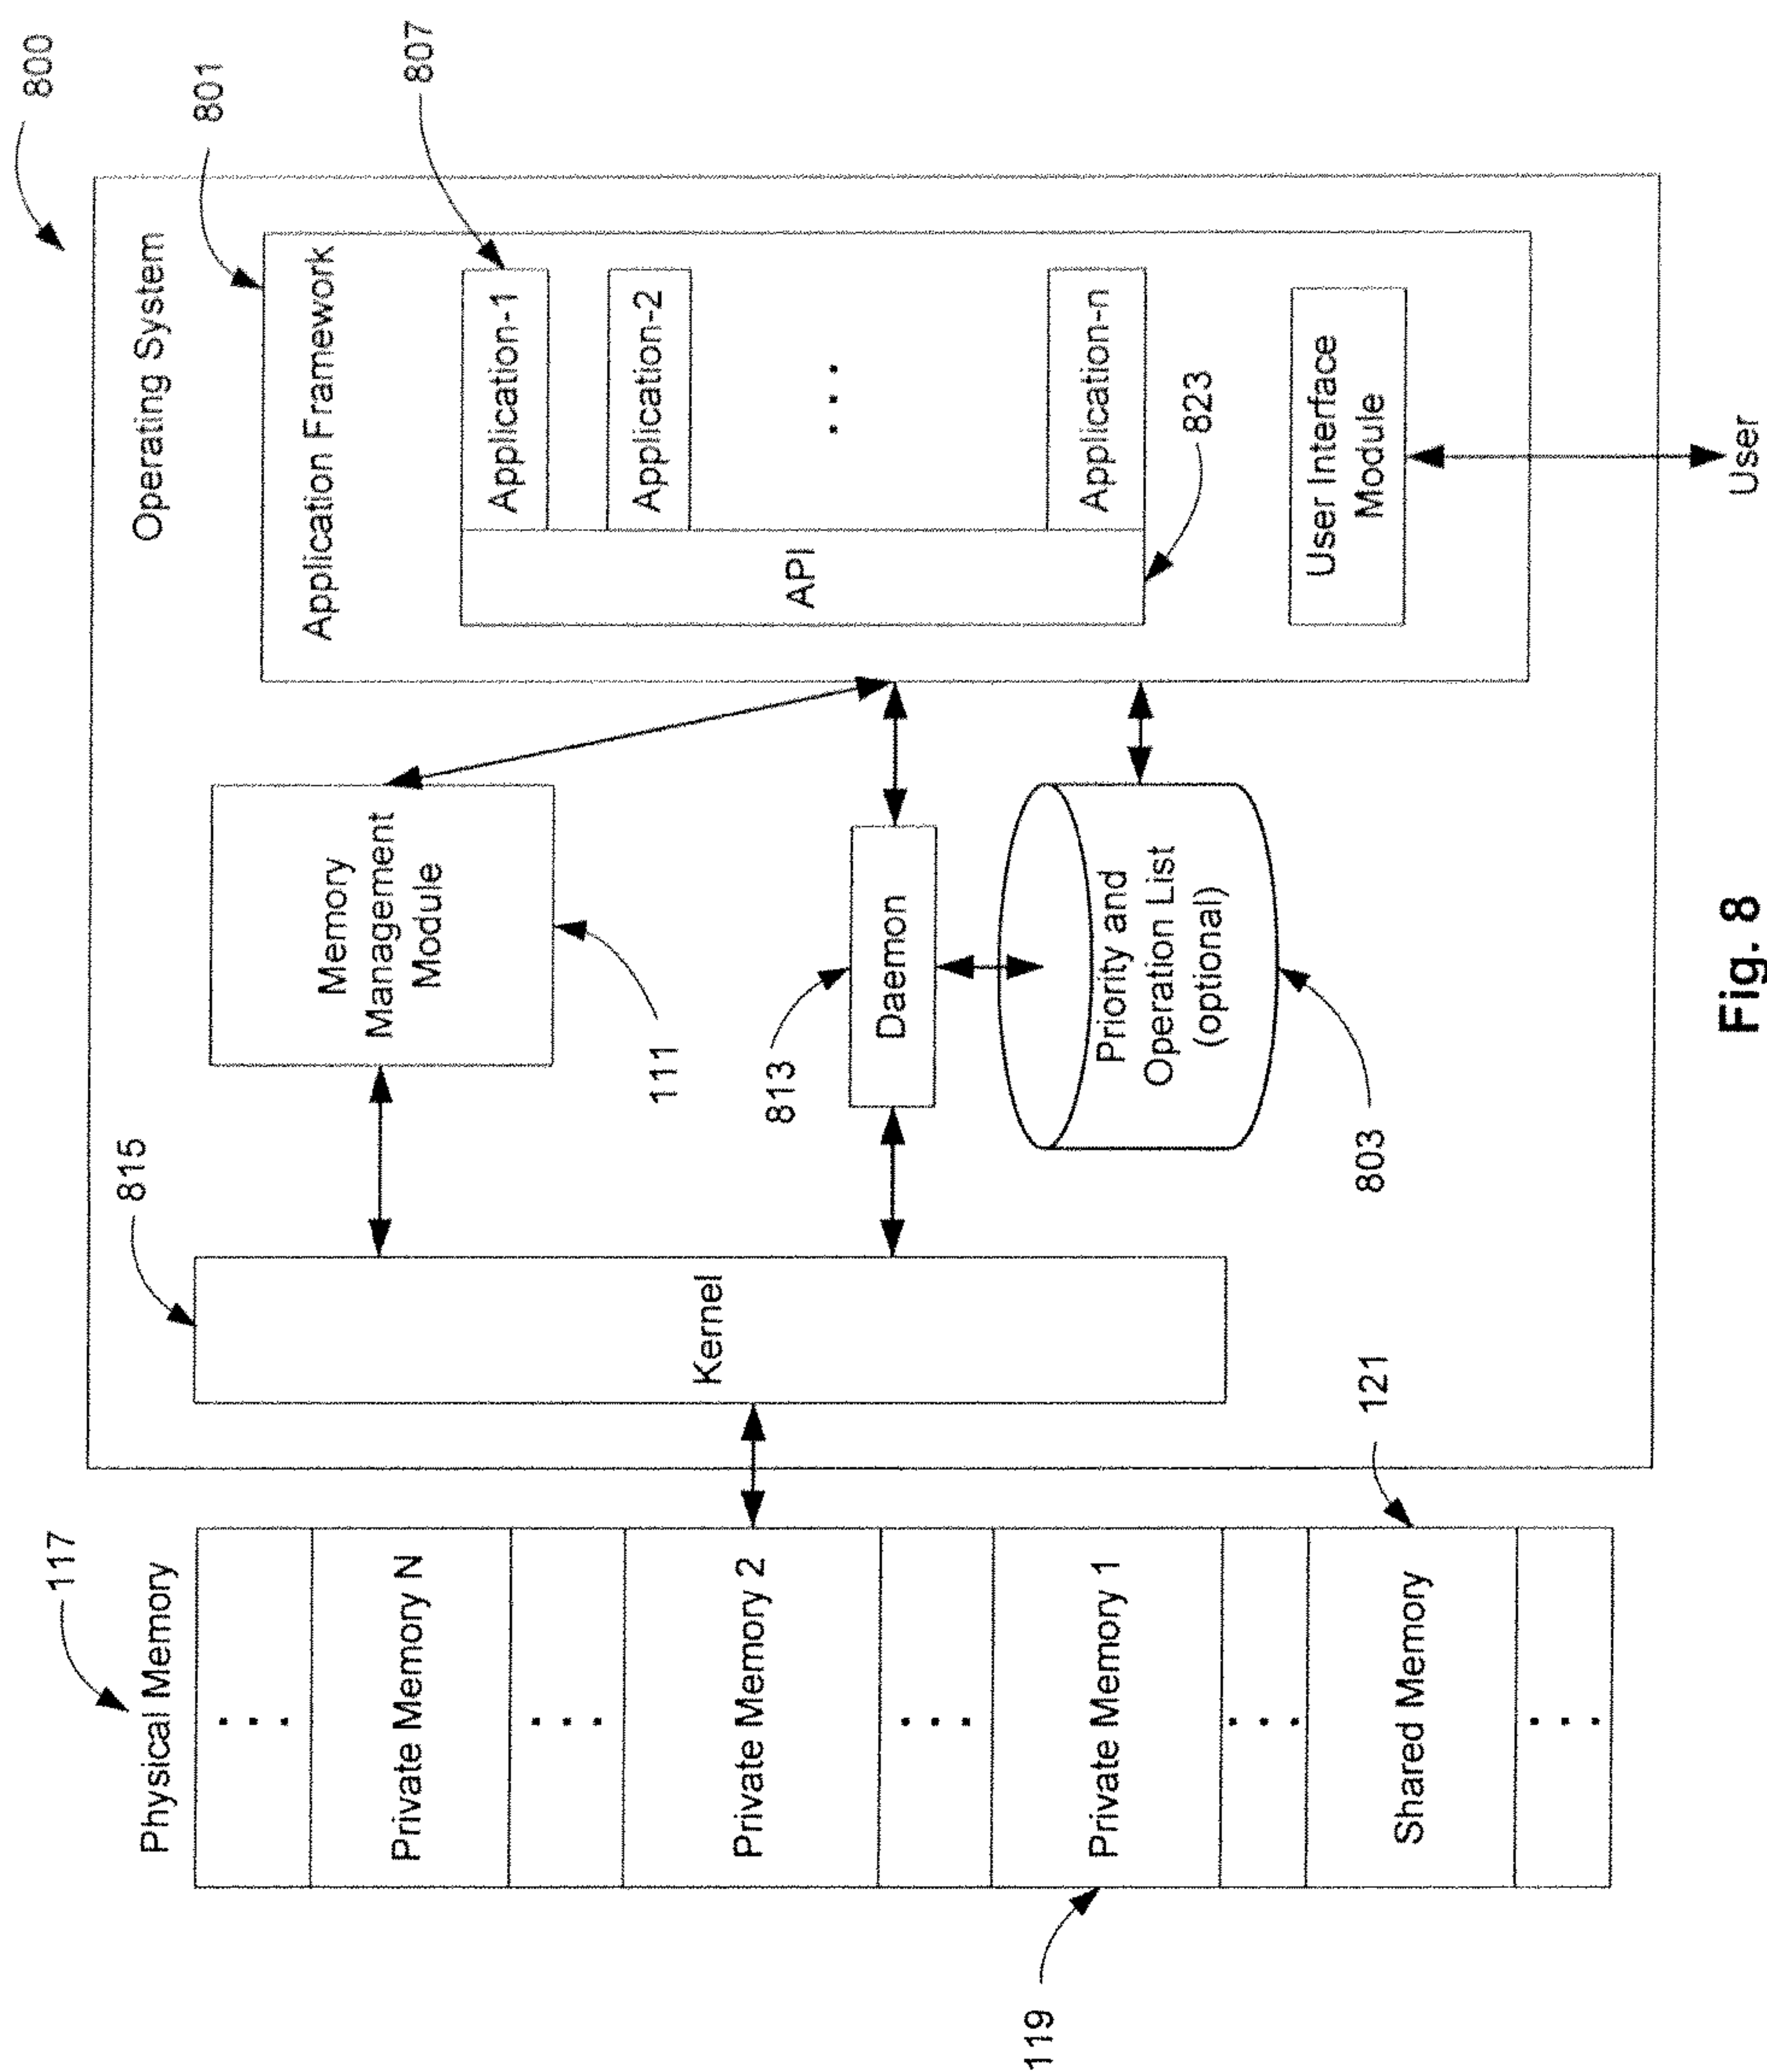 800
801
807
Operating System
Application Framework
Application-1
Application-2
...
Application-n
API
823
User Interface
Module
User
Memory
Management
Module
111
813
Daemon
Priority and
Operation List
(optional)
803
815
Kernel
117
Physical Memory
...
Private Memory N
...
Private Memory 2
...
Private Memory 1
...
Shared Memory
...
121
119
Fig. 8